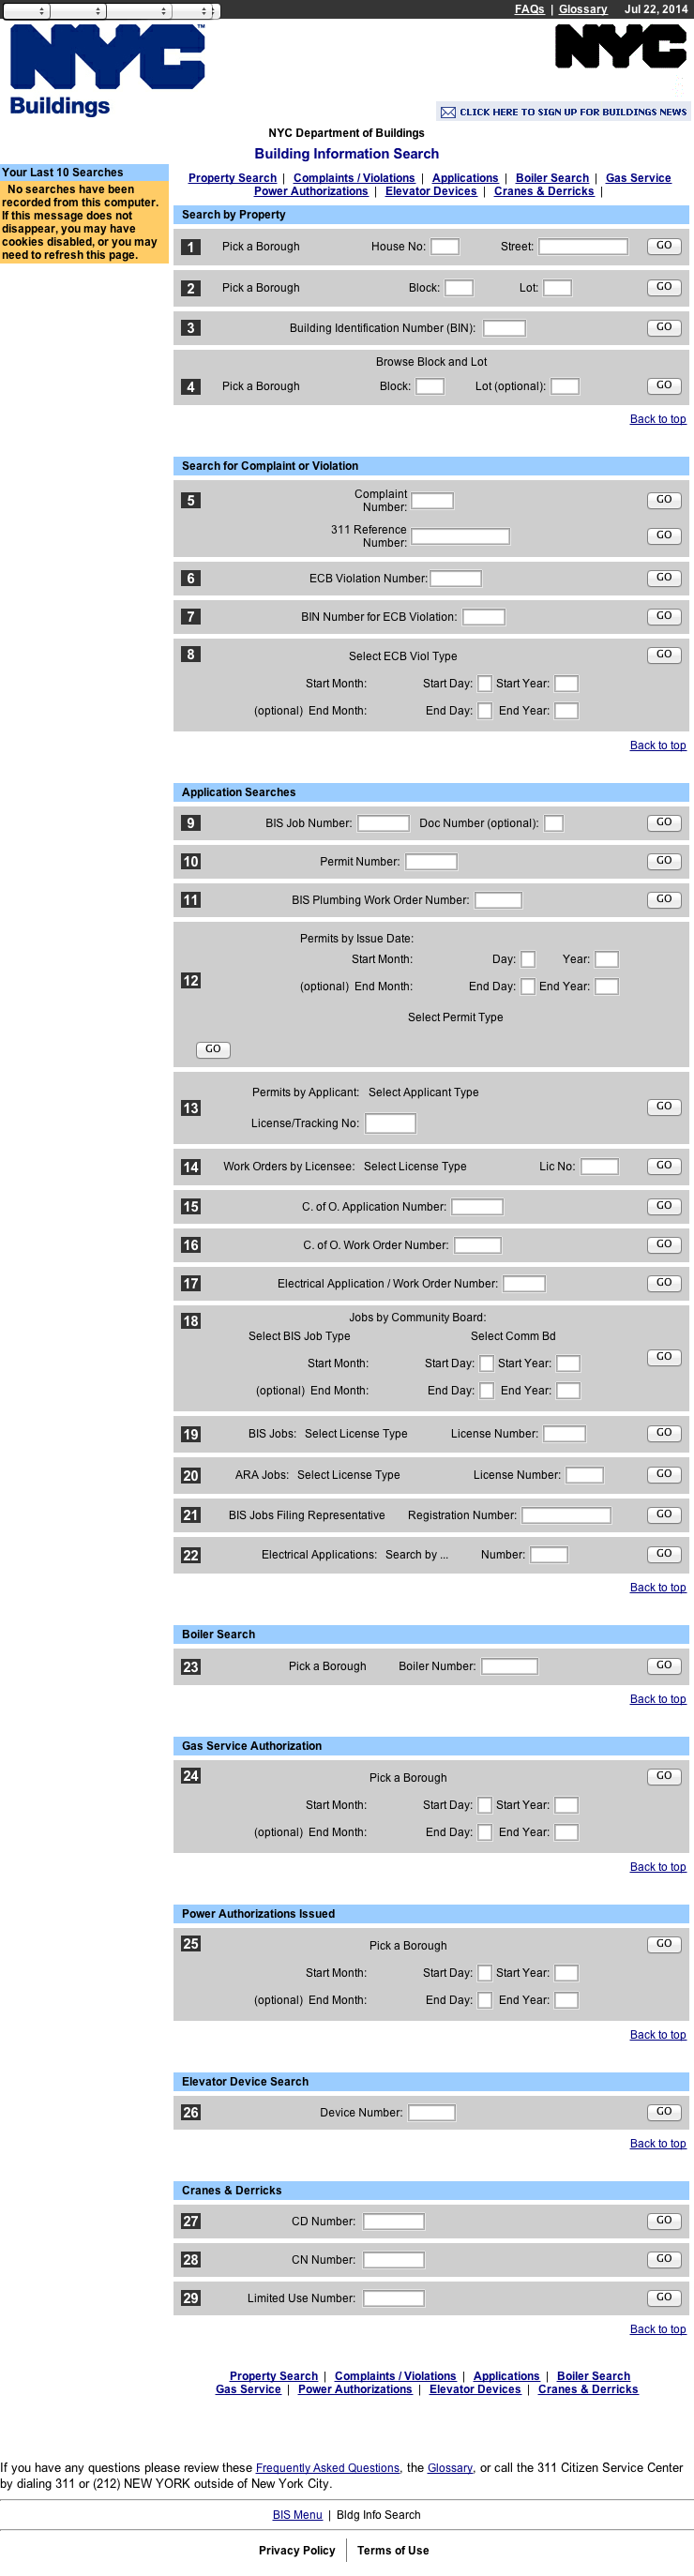 FAQs | Glossary Jul 22, 2014
NYC™ NYC
Buildings
CLICK HERE TO SIGN UP FOR BUILDINGS NEWS
NYC Department of Buildings
Building Information Search
Your Last 10 Searches
No searches have been
recorded from this computer.
If this message does not
disappear, you may have
cookies disabled, or you may
need to refresh this page.
Property Search | Complaints / Violations | Applications | Boiler Search | Gas Service
Power Authorizations | Elevator Devices | Cranes & Derricks |
Search by Property
1 Pick a Borough House No: Street: GO
2 Pick a Borough Block: Lot: GO
3 Building Identification Number (BIN): GO
Browse Block and Lot
4 Pick a Borough Block: Lot (optional): GO
Back to top
Search for Complaint or Violation
5 Complaint
Number: GO
311 Reference
Number: GO
6 ECB Violation Number: GO
7 BIN Number for ECB Violation: GO
8 Select ECB Viol Type GO
Start Month: Start Day: Start Year:
(optional) End Month: End Day: End Year:
Back to top
Application Searches
9 BIS Job Number: Doc Number (optional): GO
10 Permit Number: GO
11 BIS Plumbing Work Order Number: GO
Permits by Issue Date:
Start Month: Day: Year:
12 (optional) End Month: End Day: End Year:
Select Permit Type
GO
13 Permits by Applicant: Select Applicant Type GO
License/Tracking No:
14 Work Orders by Licensee: Select License Type Lic No: GO
15 C. of O. Application Number: GO
16 C. of O. Work Order Number: GO
17 Electrical Application / Work Order Number: GO
18 Jobs by Community Board:
Select BIS Job Type Select Comm Bd
Start Month: Start Day: Start Year: GO
(optional) End Month: End Day: End Year:
19 BIS Jobs: Select License Type License Number: GO
20 ARA Jobs: Select License Type License Number: GO
21 BIS Jobs Filing Representative Registration Number: GO
22 Electrical Applications: Search by ... Number: GO
Back to top
Boiler Search
23 Pick a Borough Boiler Number: GO
Back to top
Gas Service Authorization
24 Pick a Borough GO
Start Month: Start Day: Start Year:
(optional) End Month: End Day: End Year:
Back to top
Power Authorizations Issued
25 Pick a Borough GO
Start Month: Start Day: Start Year:
(optional) End Month: End Day: End Year:
Back to top
Elevator Device Search
26 Device Number: GO
Back to top
Cranes & Derricks
27 CD Number: GO
28 CN Number: GO
29 Limited Use Number: GO
Back to top
Property Search | Complaints / Violations | Applications | Boiler Search
Gas Service | Power Authorizations | Elevator Devices | Cranes & Derricks
If you have any questions please review these Frequently Asked Questions, the Glossary, or call the 311 Citizen Service Center
by dialing 311 or (212) NEW YORK outside of New York City.
BIS Menu | Bldg Info Search
Privacy Policy | Terms of Use